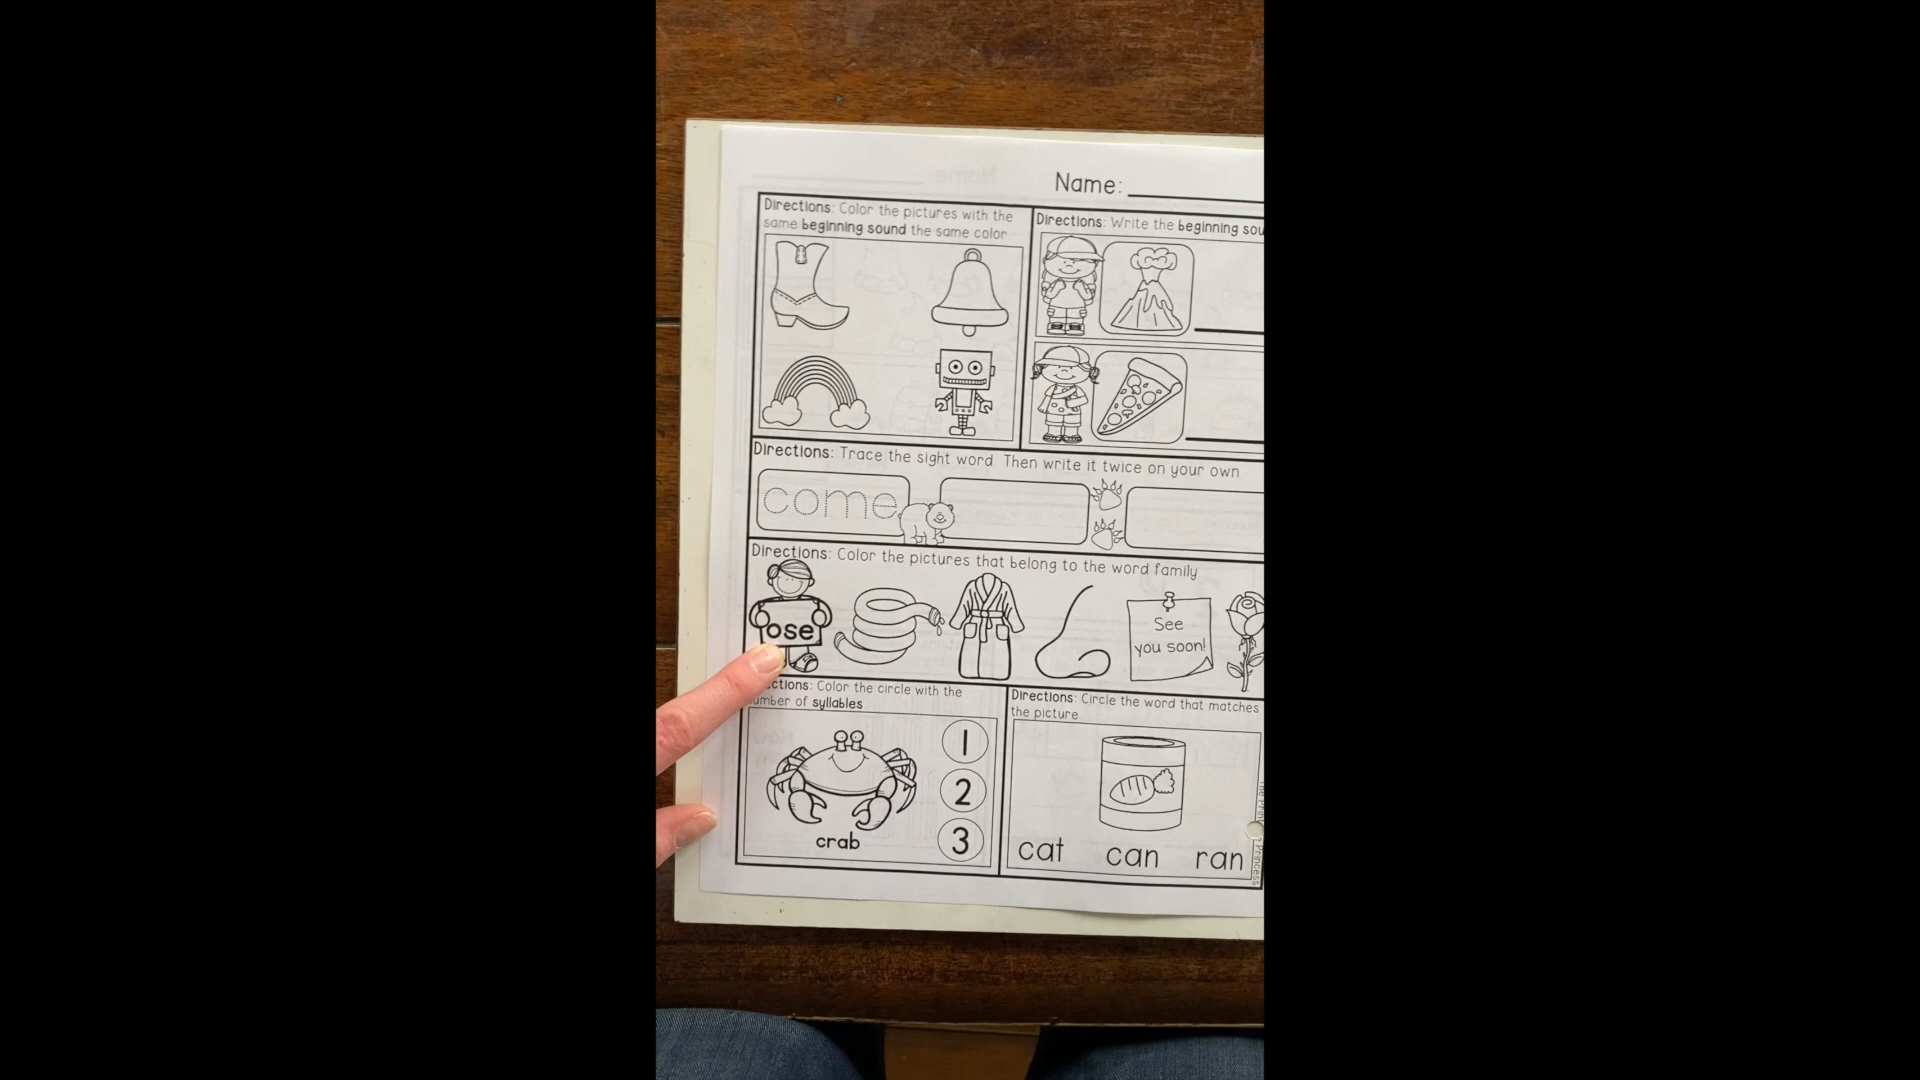 Name:
Directions: Color the pictures with the
same beginning sound the same color
Directions: Write the beginning sou
Directions: Trace the sight word Then write it twice on your own
come
Directions: Color the pictures that belong to the word family
ose
See
you soon!
ctions: Color the circle with the
umber of syllables
1
2
3
crab
Directions: Circle the word that matches
the picture
cat can ran
Princess